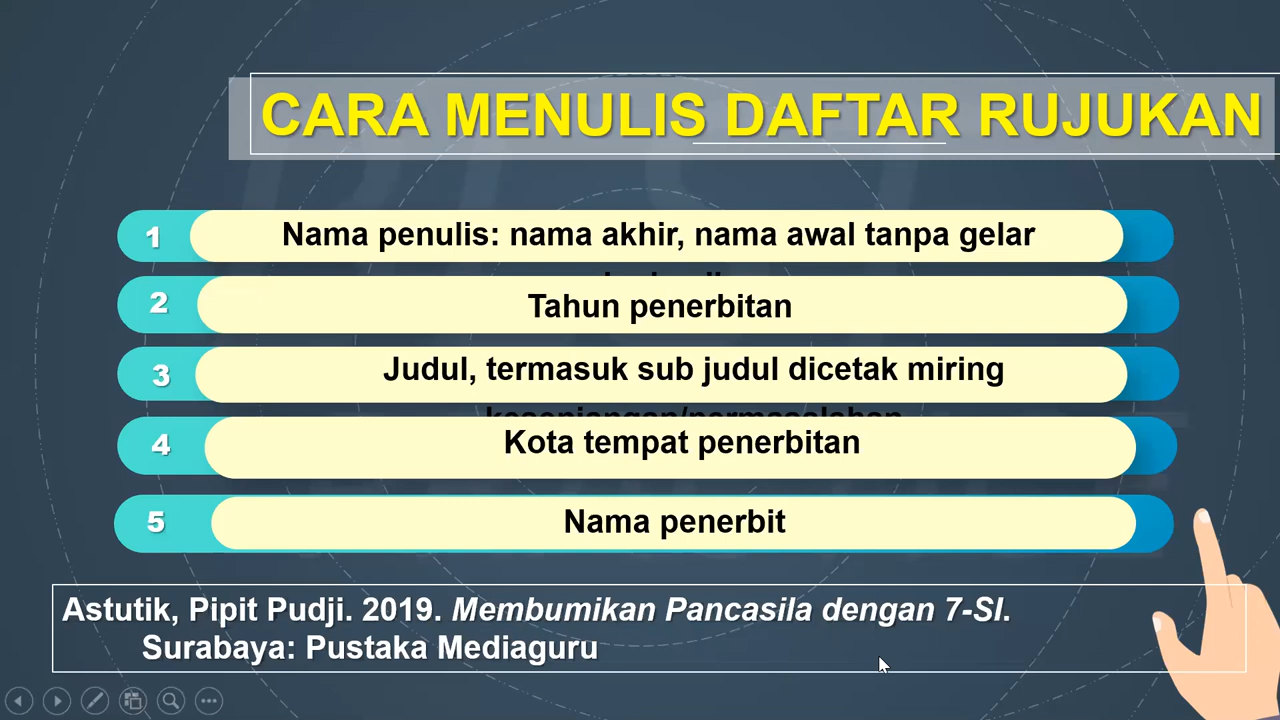 CARA MENULIS DAFTAR RUJUKAN
1 Nama penulis: nama akhir, nama awal tanpa gelar
2 Tahun penerbitan
3 Judul, termasuk sub judul dicetak miring
kesenjangan/permasalahan
4 Kota tempat penerbitan
5 Nama penerbit
Astutik, Pipit Pudji. 2019. Membumikan Pancasila dengan 7-SI.
Surabaya: Pustaka Mediaguru